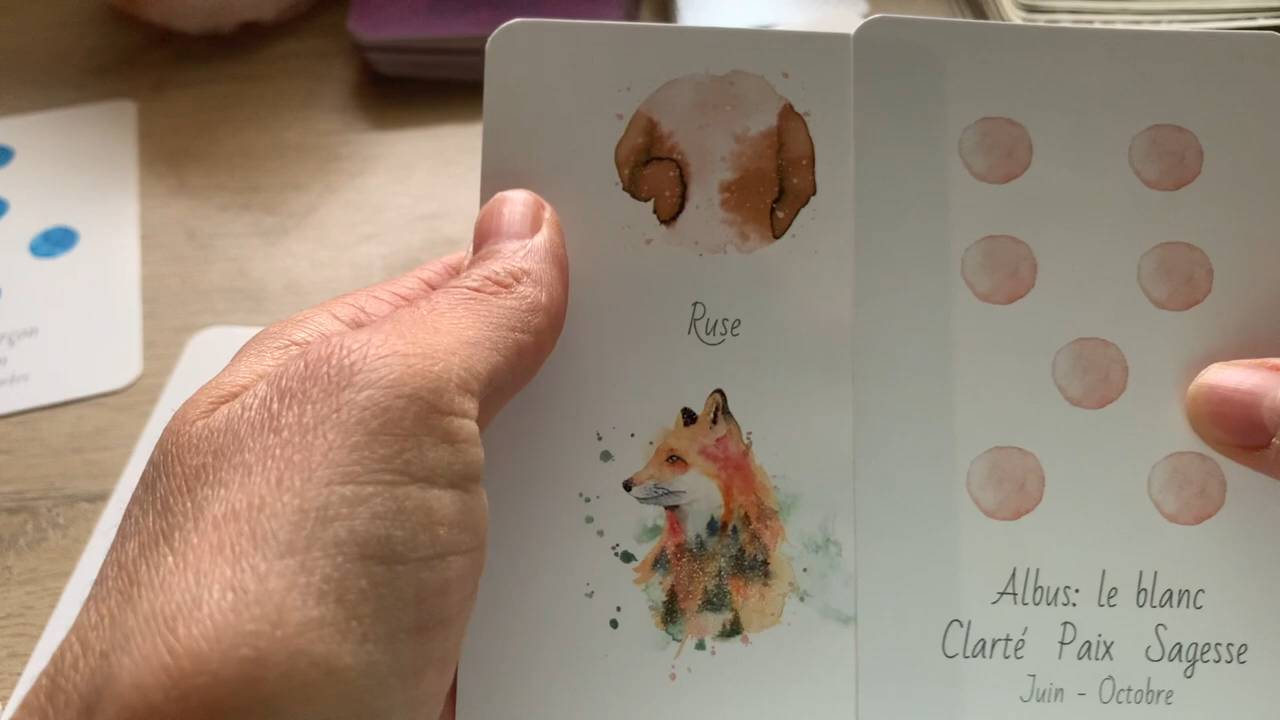 Ruse
Albus: le blanc
Clarté Paix Sagesse
Juin - Octobre